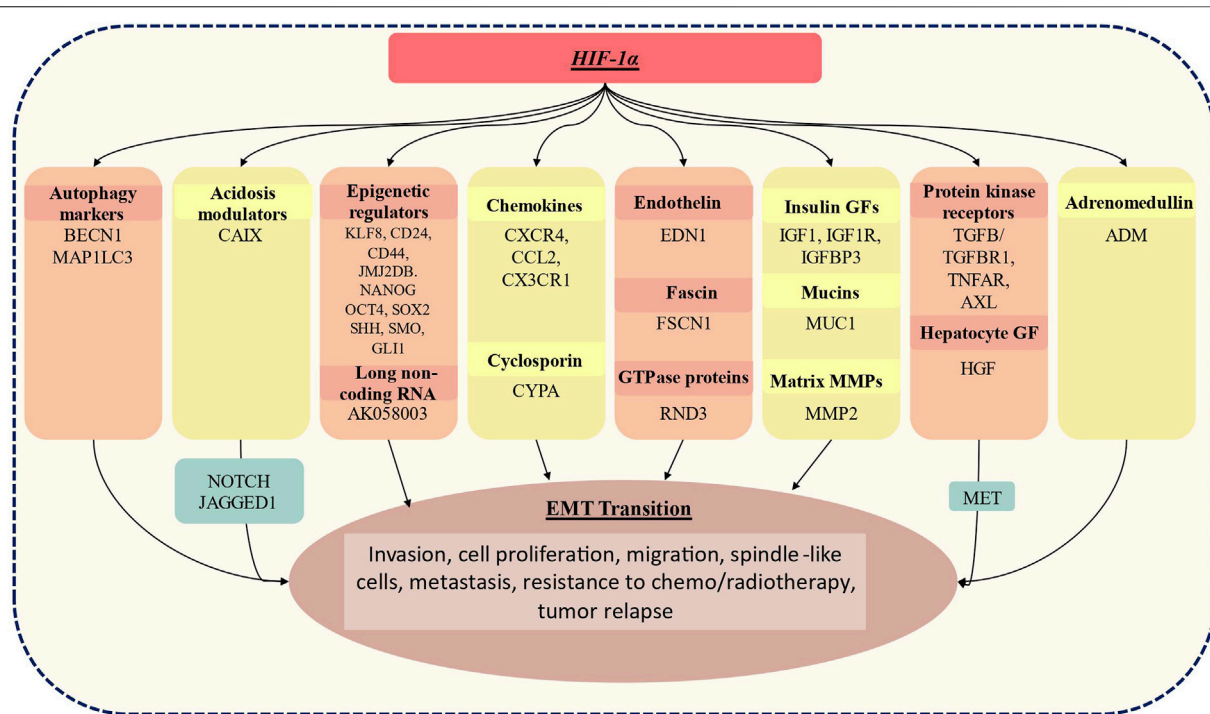 HIF-1α
Autophagy
markers
BECN1
MAP1LC3
Acidosis
modulators
CAIX
Epigenetic
regulators
KLF8, CD24,
CD44,
JMJ2DB.
NANOG
OCT4, SOX2
SHH, SMO,
GLI1
Long non-
coding RNA
AK058003
Chemokines
CXCR4,
CCL2,
CX3CR1
Cyclosporin
CYPA
Endothelin
EDN1
Fascin
FSCN1
GTPase proteins
RND3
Insulin GFs
IGF1, IGF1R,
IGFBP3
Mucins
MUC1
Matrix MMPs
MMP2
Protein kinase
receptors
TGFB/
TGFBR1,
TNFAR,
AXL
Hepatocyte GF
HGF
Adrenomedullin
ADM
NOTCH
JAGGED1
MET
EMT Transition
Invasion, cell proliferation, migration, spindle-like
cells, metastasis, resistance to chemo/radiotherapy,
tumor relapse